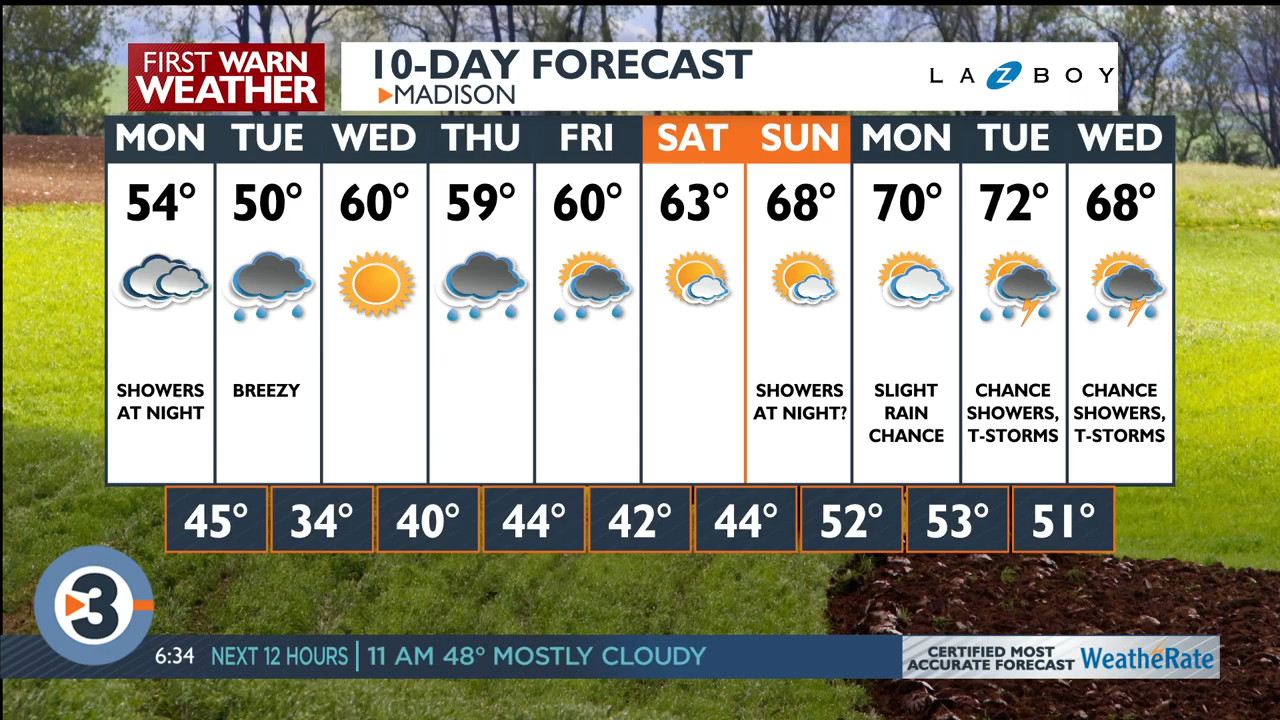 FIRST WARN
WEATHER
10-DAY FORECAST
MADISON
LA Z BOY
MON TUE WED THU FRI SAT SUN MON TUE WED
54° 50° 60° 59° 60° 63° 68° 70° 72° 68°
SHOWERS
AT NIGHT
BREEZY
SHOWERS
AT NIGHT?
SLIGHT
RAIN
CHANCE
CHANCE
SHOWERS,
T-STORMS
CHANCE
SHOWERS,
T-STORMS
45° 34° 40° 44° 42° 44° 52° 53° 51°
3
6:34 NEXT 12 HOURS | 11 AM 48° MOSTLY CLOUDY
CERTIFIED MOST
ACCURATE FORECAST
WeatheRate